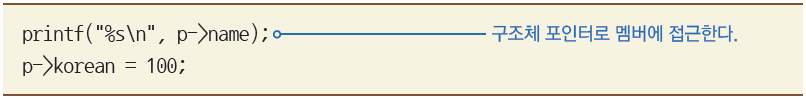 printf("%s\n", p->name); 구조체 포인터로 멤버에 접근한다.
p->korean = 100;